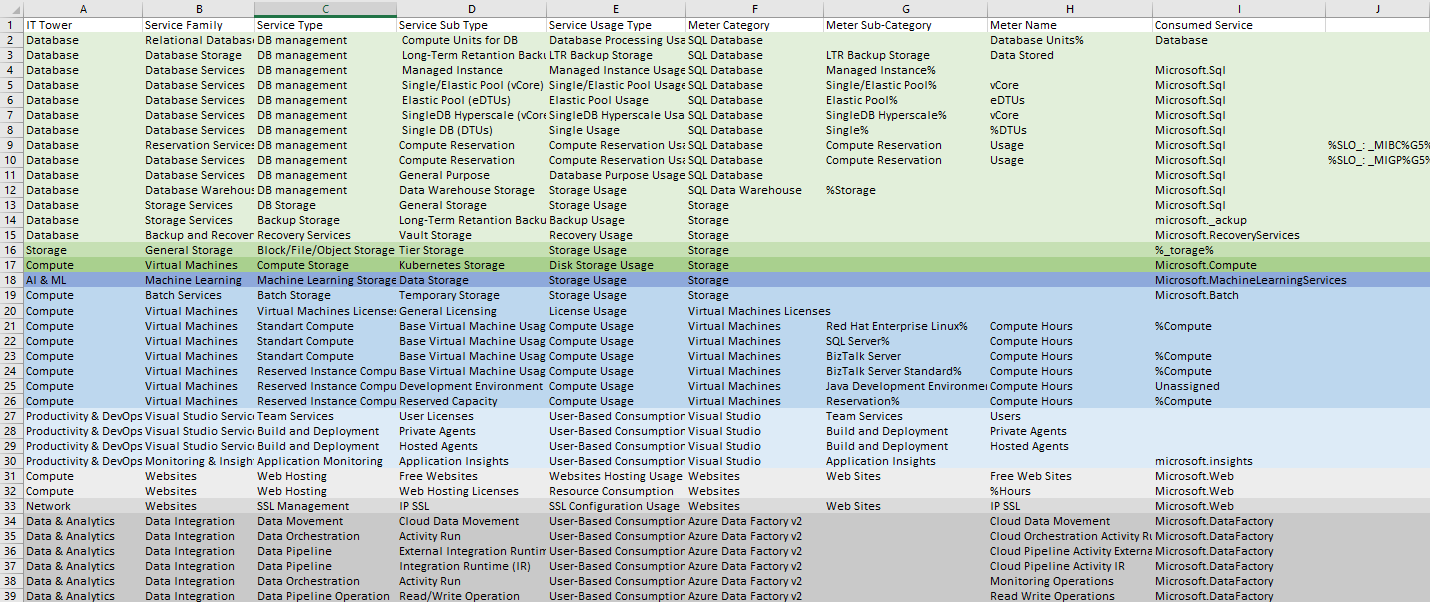 A B C D E F G H I J
1 IT Tower Service Family Service Type Service Sub Type Service Usage Type Meter Category Meter Sub-Category Meter Name Consumed Service
2 Database Relational Databas DB management Compute Units for DB Database Processing Usa SQL Database Database Units% Database
3 Database Database Storage DB management Long-Term Retantion Backu LTR Backup Storage SQL Database LTR Backup Storage Data Stored
4 Database Database Services DB management Managed Instance Managed Instance Usage SQL Database Managed Instance% Microsoft.Sql
5 Database Database Services DB management Single/Elastic Pool (vCore) Single/Elastic Pool Usage SQL Database Single/Elastic Pool% vCore Microsoft.Sql
6 Database Database Services DB management Elastic Pool (eDTUs) Elastic Pool Usage SQL Database Elastic Pool% eDTUs Microsoft.Sql
7 Database Database Services DB management SingleDB Hyperscale (vCore SingleDB Hyperscale Usa SQL Database SingleDB Hyperscale% vCore Microsoft.Sql
8 Database Database Services DB management Single DB (DTUs) Single Usage SQL Database Single% %DTUs Microsoft.Sql
9 Database Reservation Services DB management Compute Reservation Compute Reservation Usa SQL Database Compute Reservation Usage Microsoft.Sql %SLO_: _MIBC%G5%
10 Database Database Services DB management Compute Reservation Compute Reservation Usa SQL Database Compute Reservation Usage Microsoft.Sql %SLO_: _MIGP%G5%
11 Database Database Services DB management General Purpose Database Purpose Usage SQL Database Microsoft.Sql
12 Database Database Warehous DB management Data Warehouse Storage Storage Usage SQL Data Warehouse %Storage Microsoft.Sql
13 Database Storage Services DB Storage General Storage Storage Usage Storage Microsoft.Sql
14 Database Storage Services Backup Storage Long-Term Retantion Backu Backup Usage Storage microsoft._ackup
15 Database Backup and Recover Recovery Services Vault Storage Recovery Usage Storage Microsoft.RecoveryServices
16 Storage General Storage Block/File/Object Storage Tier Storage Storage Usage Storage %_torage%
17 Compute Virtual Machines Compute Storage Kubernetes Storage Disk Storage Usage Storage Microsoft.Compute
18 AI & ML Machine Learning Machine Learning Storage Data Storage Storage Usage Storage Microsoft.MachineLearningServices
19 Compute Batch Services Batch Storage Temporary Storage Storage Usage Storage Microsoft.Batch
20 Compute Virtual Machines Virtual Machines Licenses General Licensing License Usage Virtual Machines Licenses
21 Compute Virtual Machines Standart Compute Base Virtual Machine Usag Compute Usage Virtual Machines Red Hat Enterprise Linux% Compute Hours %Compute
22 Compute Virtual Machines Standart Compute Base Virtual Machine Usag Compute Usage Virtual Machines SQL Server% Compute Hours
23 Compute Virtual Machines Standart Compute Base Virtual Machine Usag Compute Usage Virtual Machines BizTalk Server Compute Hours %Compute
24 Compute Virtual Machines Reserved Instance Compu Base Virtual Machine Usag Compute Usage Virtual Machines BizTalk Server Standard% Compute Hours %Compute
25 Compute Virtual Machines Reserved Instance Compu Development Environment Compute Usage Virtual Machines Java Development Environmen Compute Hours Unassigned
26 Compute Virtual Machines Reserved Instance Compu Reserved Capacity Compute Usage Virtual Machines Reservation% Compute Hours %Compute
27 Productivity & DevOps Visual Studio Servic Team Services User Licenses User-Based Consumption Visual Studio Team Services Users
28 Productivity & DevOps Visual Studio Servic Build and Deployment Private Agents User-Based Consumption Visual Studio Build and Deployment Private Agents
29 Productivity & DevOps Visual Studio Servic Build and Deployment Hosted Agents User-Based Consumption Visual Studio Build and Deployment Hosted Agents
30 Productivity & DevOps Monitoring & Insigh Application Monitoring Application Insights User-Based Consumption Visual Studio Application Insights microsoft.insights
31 Compute Websites Web Hosting Free Websites Websites Hosting Usage Websites Web Sites Free Web Sites Microsoft.Web
32 Compute Websites Web Hosting Web Hosting Licenses Resource Consumption Websites %Hours Microsoft.Web
33 Network Websites SSL Management IP SSL SSL Configuration Usage Websites Web Sites IP SSL Microsoft.Web
34 Data & Analytics Data Integration Data Movement Cloud Data Movement User-Based Consumption Azure Data Factory v2 Cloud Data Movement Microsoft.DataFactory
35 Data & Analytics Data Integration Data Orchestration Activity Run User-Based Consumption Azure Data Factory v2 Cloud Orchestration Activity Ru Microsoft.DataFactory
36 Data & Analytics Data Integration Data Pipeline External Integration Runtim User-Based Consumption Azure Data Factory v2 Cloud Pipeline Activity Externa Microsoft.DataFactory
37 Data & Analytics Data Integration Data Pipeline Integration Runtime (IR) User-Based Consumption Azure Data Factory v2 Cloud Pipeline Activity IR Microsoft.DataFactory
38 Data & Analytics Data Integration Data Orchestration Activity Run User-Based Consumption Azure Data Factory v2 Monitoring Operations Microsoft.DataFactory
39 Data & Analytics Data Integration Data Pipeline Operation Read/Write Operation User-Based Consumption Azure Data Factory v2 Read Write Operations Microsoft.DataFactory